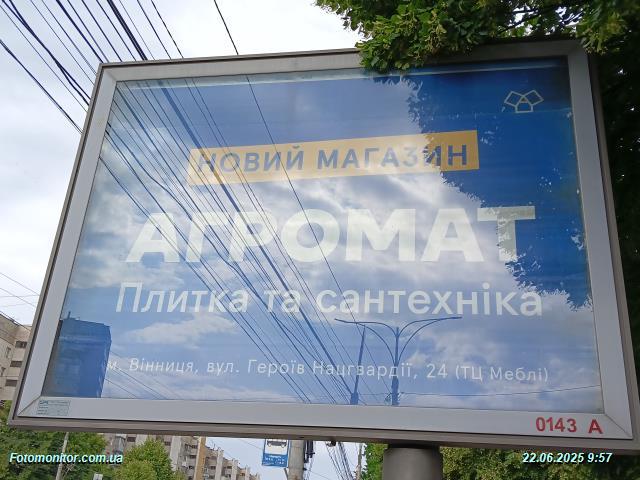 НОВИЙ МАГАЗИН
АГРОМАТ
Плитка та сантехніка
м. Вінниця, вул. Героїв Нацгвардії, 24 (ТЦ Меблі)
0143 A
Fotomonitor.com.ua
22.06.2025 9:57